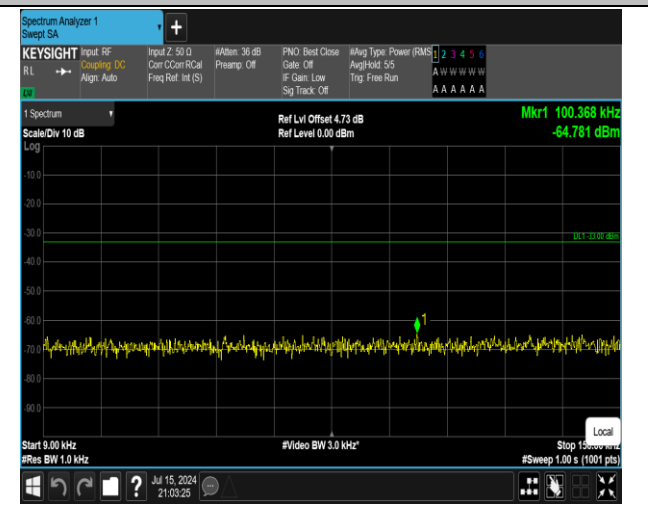 Spectrum Analyzer 1
Swept SA
+
KEYSIGHT
RL
Input: RF
Coupling: DC
Align: Auto
Input Z: 50 Ω
Corr CCorr RCal
Freq Ref: Int (S)
#Atten: 36 dB
Preamp: Off
PNO: Best Close
Gate: Off
IF Gain: Low
Sig Track: Off
#Avg Type: Power (RMS
Avg|Hold: 5/5
Trig: Free Run
1 2 3 4 5 6
A W W W W W
A A A A A A
1 Spectrum
Scale/Div 10 dB
Log
Ref Lvl Offset 4.73 dB
Ref Level 0.00 dBm
Mkr1 100.368 kHz
-64.781 dBm
-10.0
-20.0
-30.0
DL1 -33.00 dBm
-40.0
-50.0
-60.0
1
-70.0
-80.0
-90.0
Local
Start 9.00 kHz
#Res BW 1.0 kHz
#Video BW 3.0 kHz*
Stop
#Sweep 1.00 s (1001 pts)
?
Jul 15, 2024
21:03:25